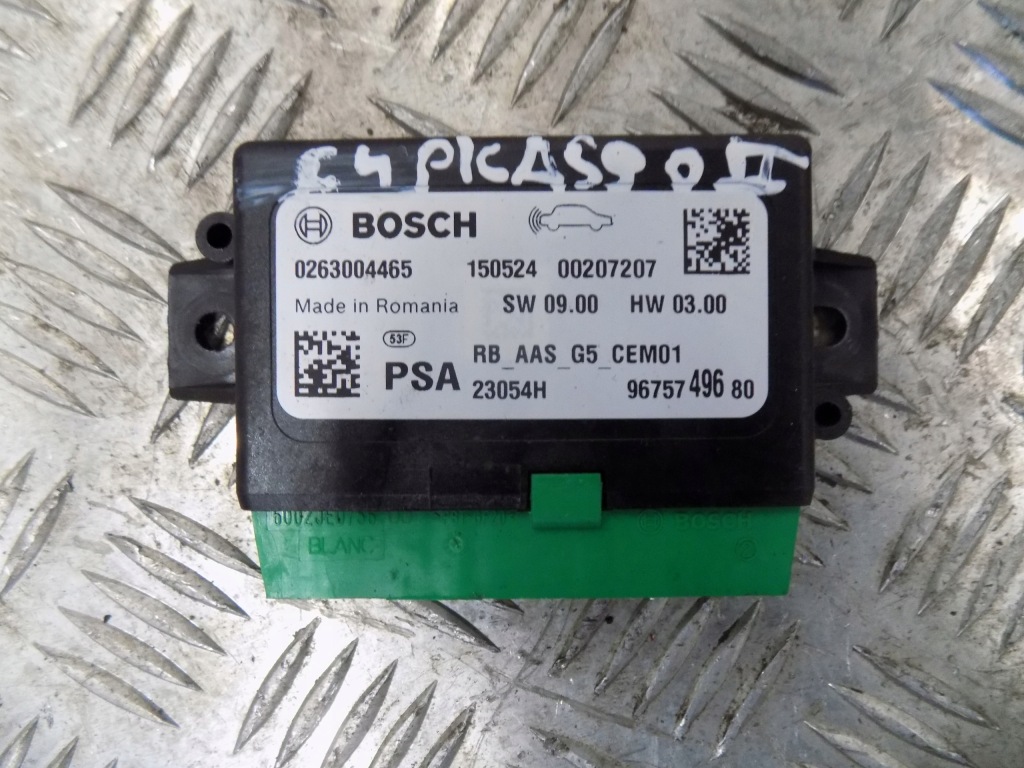 C4 PICASSO II
BOSCH
0263004465 150524 00207207
Made in Romania SW 09.00 HW 03.00
53F
PSA
RB_AAS_G5_CEM01
23054H 96757 496 80
BOSCH
BLANC